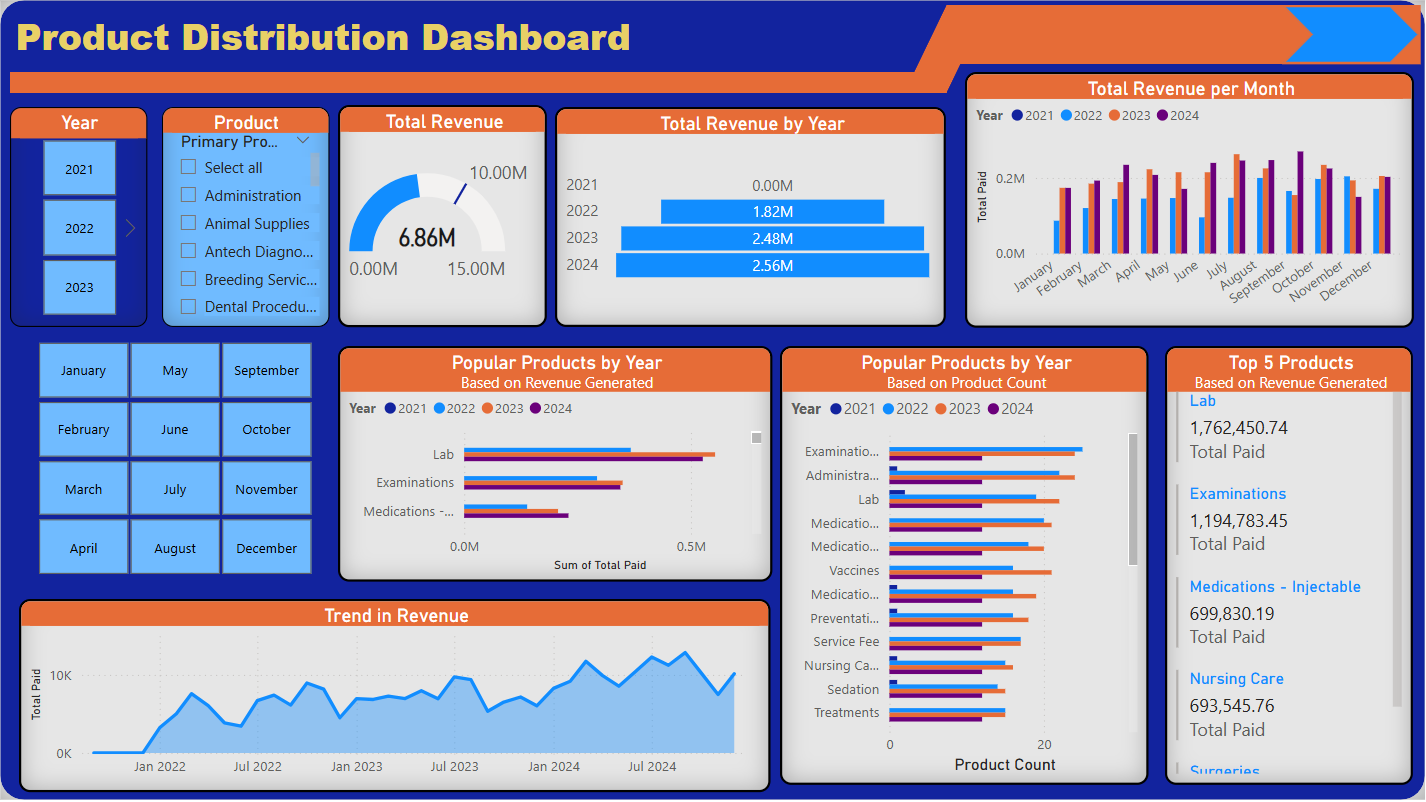 Product Distribution Dashboard
Year
2021
2022
2023
Product
Primary Pro...
Select all
Administration
Animal Supplies
Antech Diagno...
Breeding Servic...
Dental Procedu...
Total Revenue
10.00M
6.86M
0.00M 15.00M
Total Revenue by Year
2021 0.00M
2022 1.82M
2023 2.48M
2024 2.56M
Total Revenue per Month
Year 2021 2022 2023 2024
Total Paid
0.2M
0.0M
January February March April May June July August September October November December
January May September
February June October
March July November
April August December
Popular Products by Year
Based on Revenue Generated
Year 2021 2022 2023 2024
Lab
Examinations
Medications -...
0.0M 0.5M
Sum of Total Paid
Popular Products by Year
Based on Product Count
Year 2021 2022 2023 2024
Examinatio...
Administra...
Lab
Medicatio...
Medicatio...
Vaccines
Medicatio...
Preventati...
Service Fee
Nursing Ca...
Sedation
Treatments
0 20
Product Count
Top 5 Products
Based on Revenue Generated
Lab
1,762,450.74
Total Paid
Examinations
1,194,783.45
Total Paid
Medications - Injectable
699,830.19
Total Paid
Nursing Care
693,545.76
Total Paid
Surgeries
Trend in Revenue
Total Paid
10K
0K
Jan 2022 Jul 2022 Jan 2023 Jul 2023 Jan 2024 Jul 2024